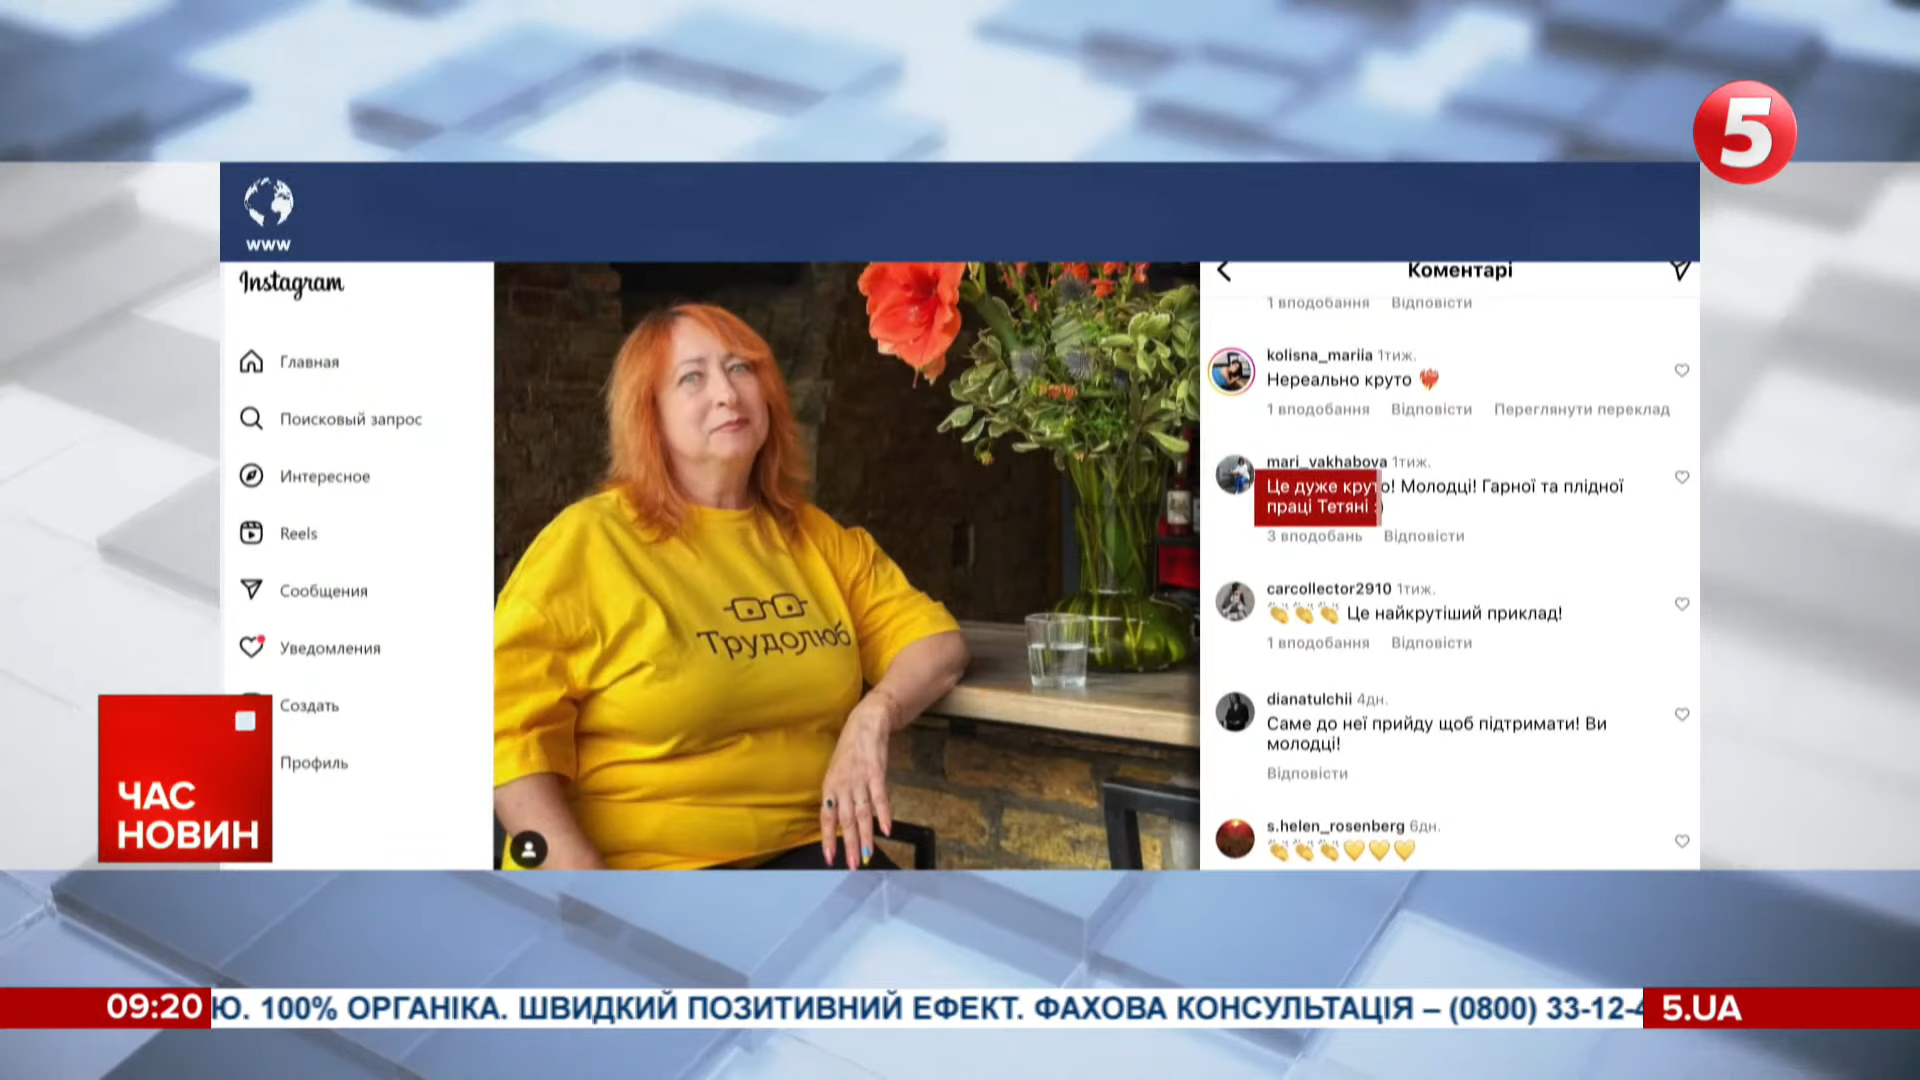 5
www
Instagram
Главная
Поисковый запрос
Интересное
Reels
Сообщения
Уведомления
Создать
Профиль
Трудолюб
Коментарі
1 вподобання Відповісти
kolisna_mariia 1тиж.
Нереально круто
1 вподобання Відповісти Переглянути переклад
mari_vakhabova 1тиж.
Це дуже круто! Молодці! Гарної та плідної
праці Тетяні :)
3 вподобань Відповісти
carcollector2910 1тиж.
Це найкрутіший приклад!
1 вподобання Відповісти
dianatulchii 4дн.
Саме до неї прийду щоб підтримати! Ви
молодці!
Відповісти
s.helen_rosenberg 6дн.
ЧАС
НОВИН
09:20 Ю. 100% ОРГАНІКА. ШВИДКИЙ ПОЗИТИВНИЙ ЕФЕКТ. ФАХОВА КОНСУЛЬТАЦІЯ – (0800) 33-12-4 5.UA